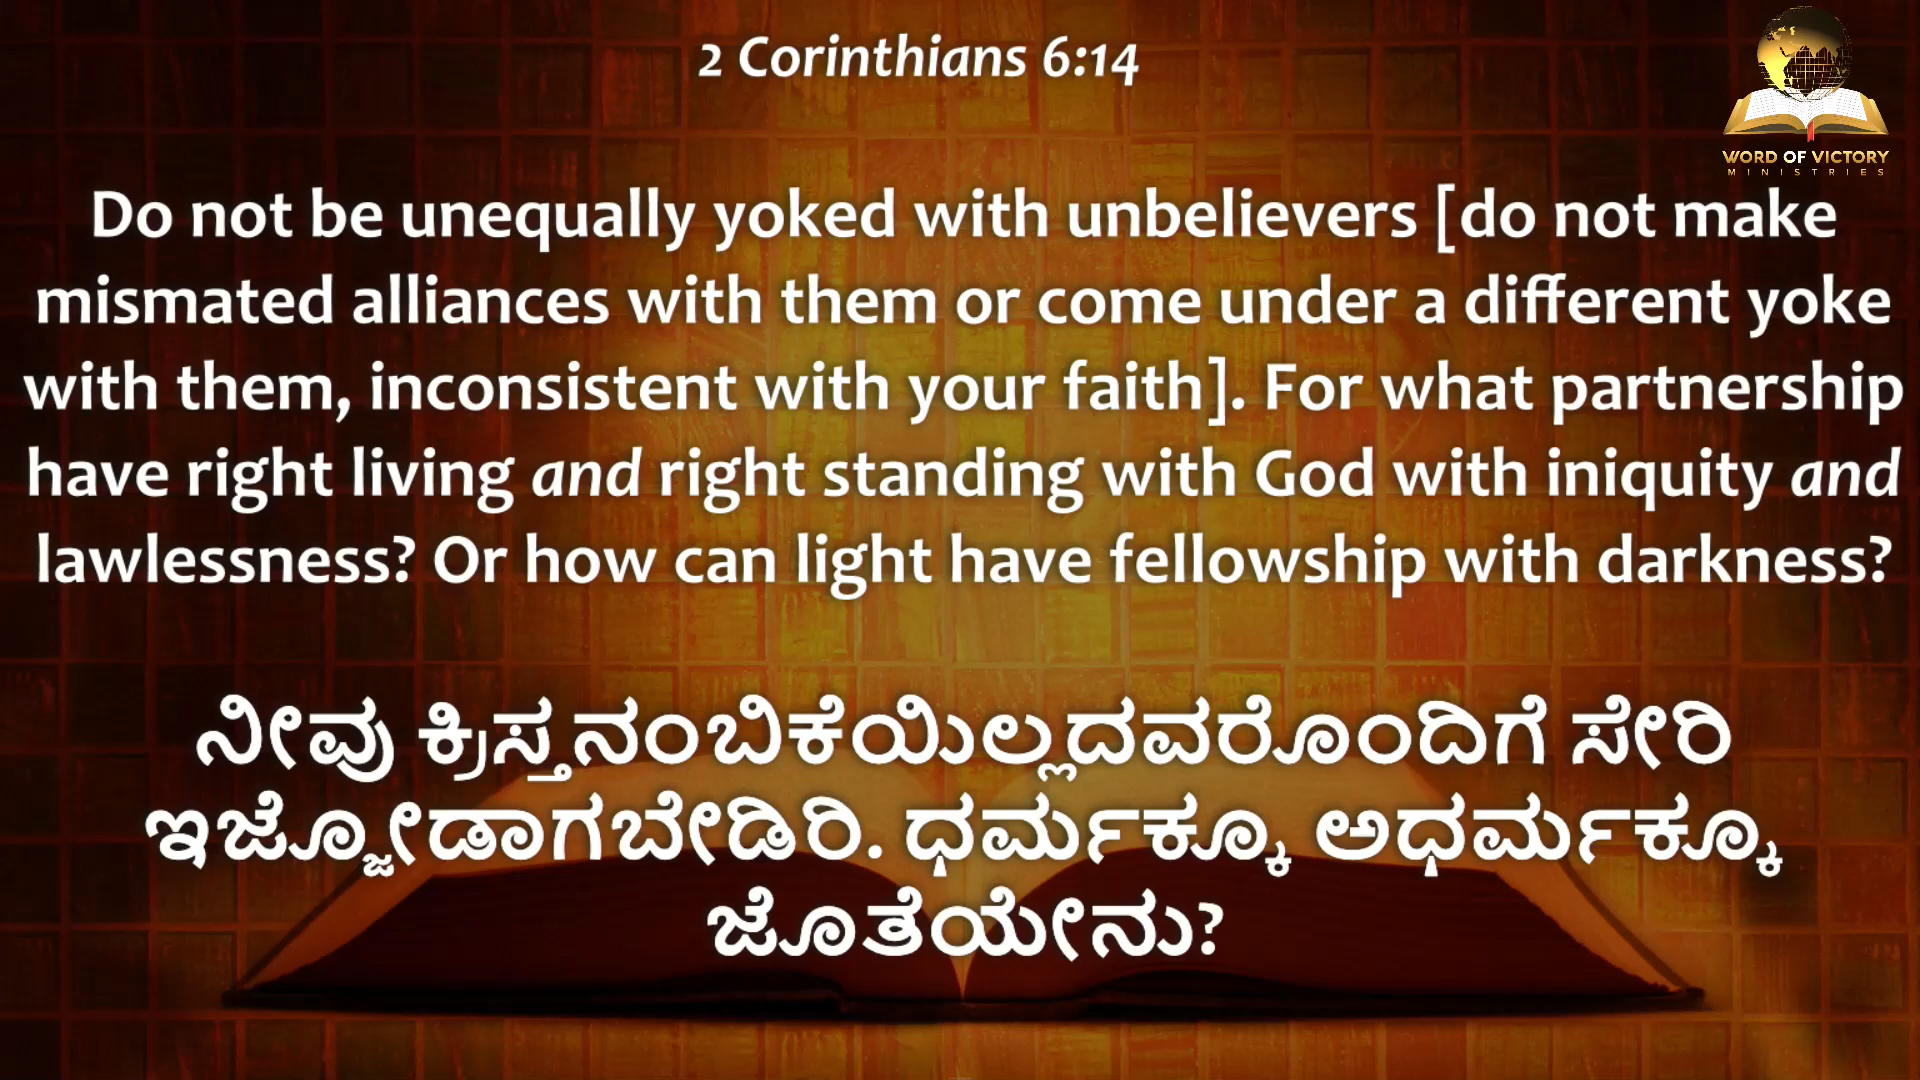 2 Corinthians 6:14
WORD OF VICTORY
MINISTRIES
Do not be unequally yoked with unbelievers [do not make
mismated alliances with them or come under a different yoke
with them, inconsistent with your faith]. For what partnership
have right living and right standing with God with iniquity and
lawlessness? Or how can light have fellowship with darkness?
ನೀವು ಕ್ರಿಸ್ತನಂಬಿಕೆಯಿಲ್ಲದವರೊಂದಿಗೆ ಸೇರಿ
ಇಜ್ಜೋಡಾಗಬೇಡಿರಿ. ಧರ್ಮಕ್ಕೂ ಅಧರ್ಮಕ್ಕೂ
ಜೊತೆಯೇನು?